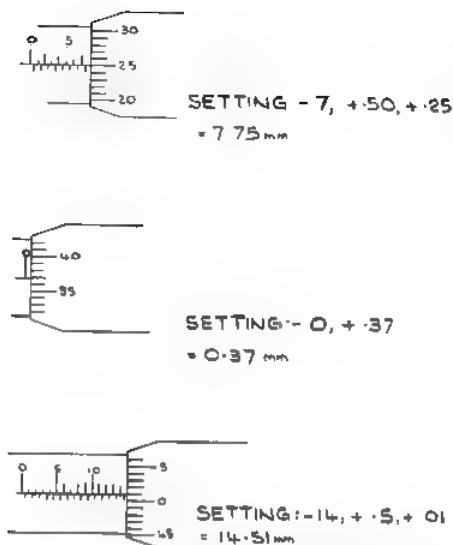 0 5 30
25
20
SETTING - 7, + .50, + .25
= 7 75 mm
0 40
35
SETTING - 0, + .37
= 0.37 mm
0 5 10 5
0
45
SETTING: -14, + .5, + 01
= 14.51 mm